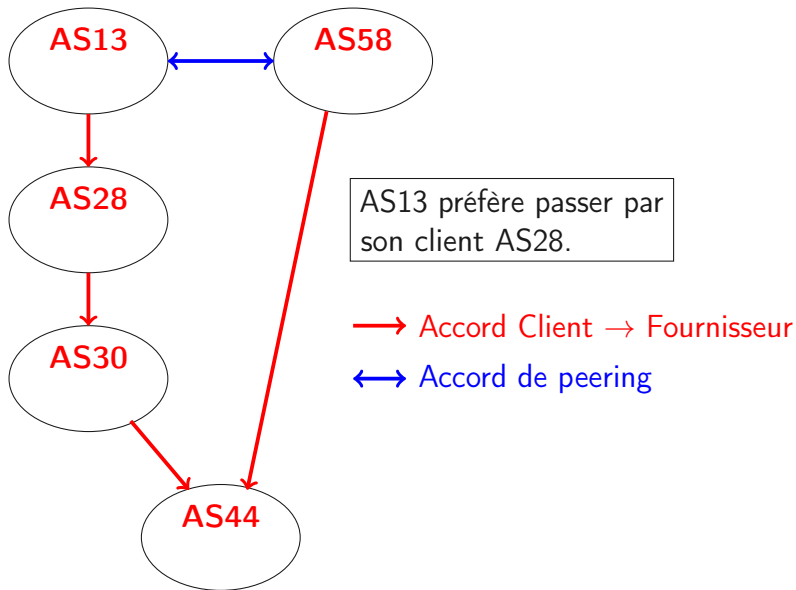 AS13
AS58
AS28
AS13 préfère passer par
son client AS28.
Accord Client → Fournisseur
AS30
Accord de peering
AS44